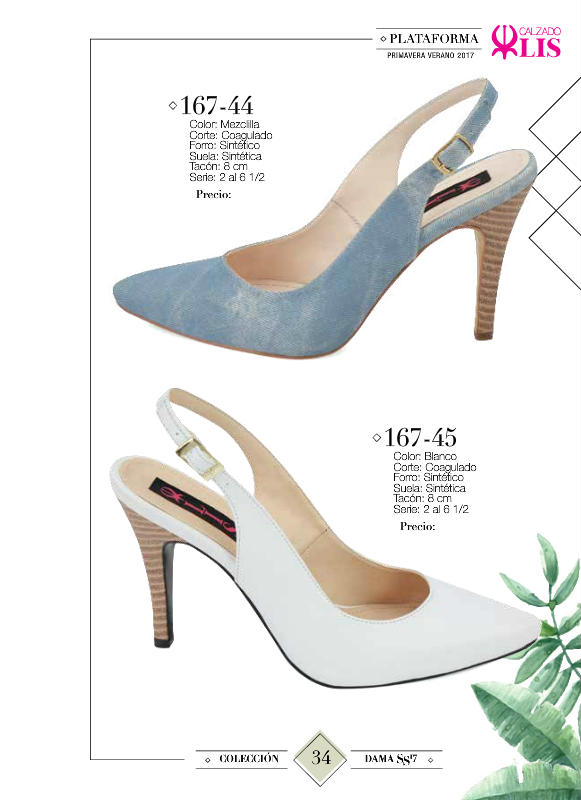 PLATAFORMA
PRIMAVERA VERANO 2017
CALZADO
LIS
167-44
Color: Mezclilla
Corte: Coagulado
Forro: Sintético
Suela: Sintética
Tacón: 8 cm
Serie: 2 al 6 1/2
Precio:
167-45
Color: Blanco
Corte: Coagulado
Forro: Sintético
Suela: Sintética
Tacón: 8 cm
Serie: 2 al 6 1/2
Precio:
COLECCIÓN
34
DAMA SS'7